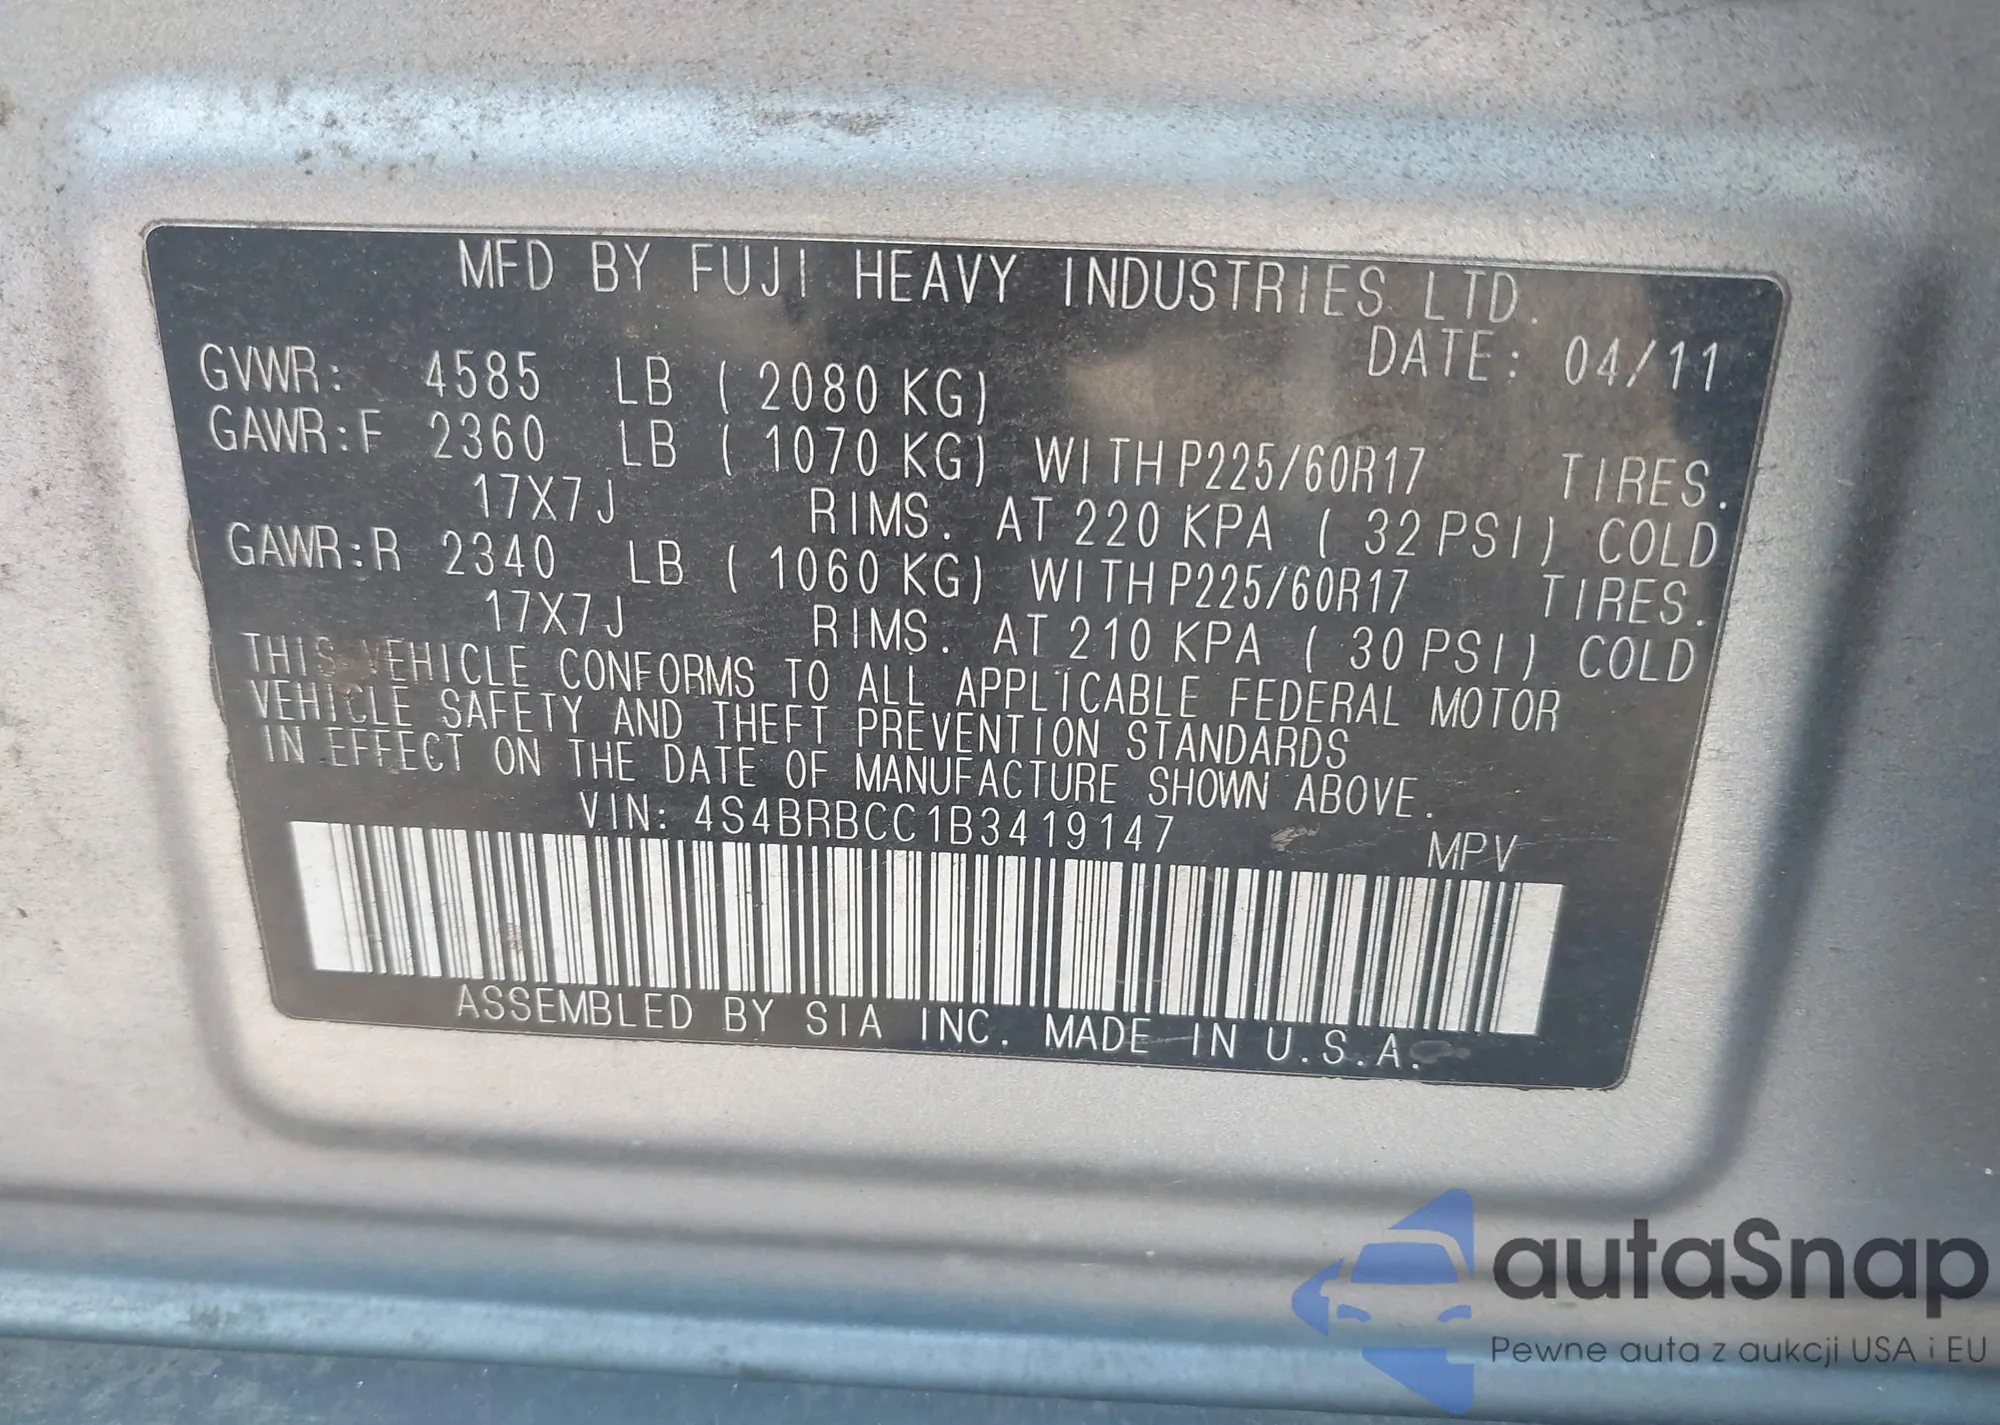 MFD BY FUJI HEAVY INDUSTRIES LTD.
DATE: 04/11
GVWR: 4585 LB (2080 KG)
GAWR:F 2360 LB (1070 KG) WITH P225/60R17 TIRES.
17X7J RIMS. AT 220 KPA (32 PSI) COLD
GAWR:R 2340 LB (1060 KG) WITH P225/60R17 TIRES.
17X7J RIMS. AT 210 KPA (30 PSI) COLD
THIS VEHICLE CONFORMS TO ALL APPLICABLE FEDERAL MOTOR
VEHICLE SAFETY AND THEFT PREVENTION STANDARDS
IN EFFECT ON THE DATE OF MANUFACTURE SHOWN ABOVE.
VIN: 4S4BRBCC1B3419147 MPV
ASSEMBLED BY SIA INC. MADE IN U.S.A.
autaSnap
Pewne auta z aukcji USA i EU